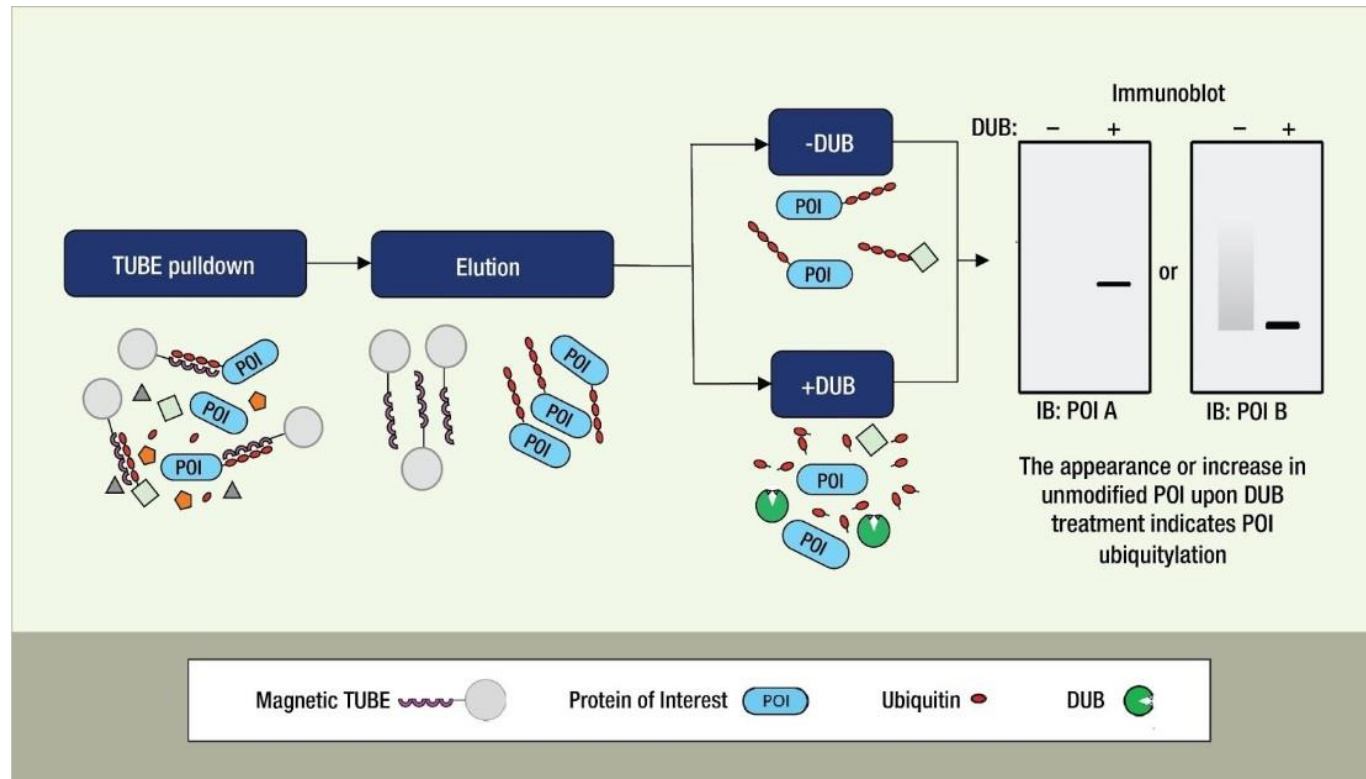 TUBE pulldown
POI
POI
POI
Elution
POI
POI
POI
-DUB
POI
POI
+DUB
POI
POI
Immunoblot
DUB: – + – +
or
IB: POI A
IB: POI B
The appearance or increase in
unmodified POI upon DUB
treatment indicates POI
ubiquitylation
Magnetic TUBE
Protein of Interest
POI
Ubiquitin
DUB